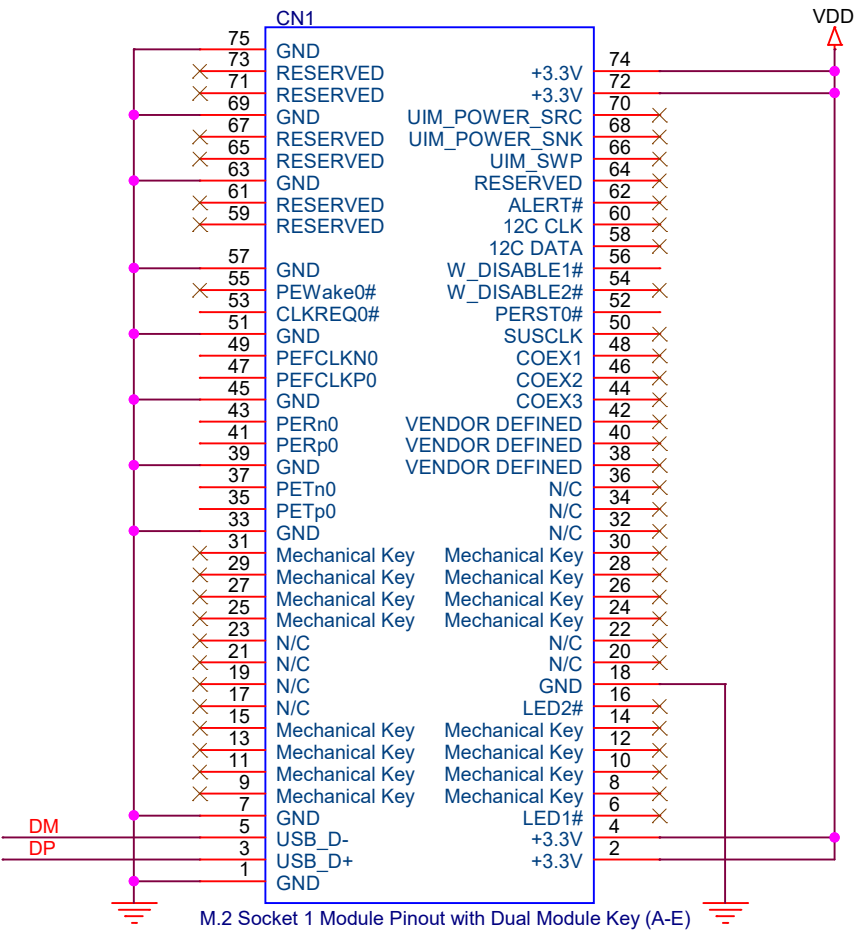 CN1
VDD
75 GND
73 RESERVED
74 +3.3V
71 RESERVED
72 +3.3V
69 GND
70 UIM_POWER_SRC
67 RESERVED
68 UIM_POWER_SNK
65 RESERVED
66 UIM_SWP
63 GND
64 RESERVED
61 RESERVED
62 ALERT#
59 RESERVED
60 12C CLK
58 12C DATA
57 GND
56 W_DISABLE1#
55 PEWake0#
54 W_DISABLE2#
53 CLKREQ0#
52 PERST0#
51 GND
50 SUSCLK
49 PEFCLKN0
48 COEX1
47 PEFCLKP0
46 COEX2
45 GND
44 COEX3
43 PERn0
42 VENDOR DEFINED
41 PERp0
40 VENDOR DEFINED
39 GND
38 VENDOR DEFINED
37 PETn0
36 N/C
35 PETp0
34 N/C
33 GND
32 N/C
31 Mechanical Key
30 Mechanical Key
29 Mechanical Key
28 Mechanical Key
27 Mechanical Key
26 Mechanical Key
25 Mechanical Key
24 Mechanical Key
23 N/C
22 N/C
21 N/C
20 N/C
19 N/C
18 GND
17 N/C
16 LED2#
15 Mechanical Key
14 Mechanical Key
13 Mechanical Key
12 Mechanical Key
11 Mechanical Key
10 Mechanical Key
9 Mechanical Key
8 Mechanical Key
7 GND
6 LED1#
DM 5 USB_D-
4 +3.3V
DP 3 USB_D+
2 +3.3V
1 GND
M.2 Socket 1 Module Pinout with Dual Module Key (A-E)